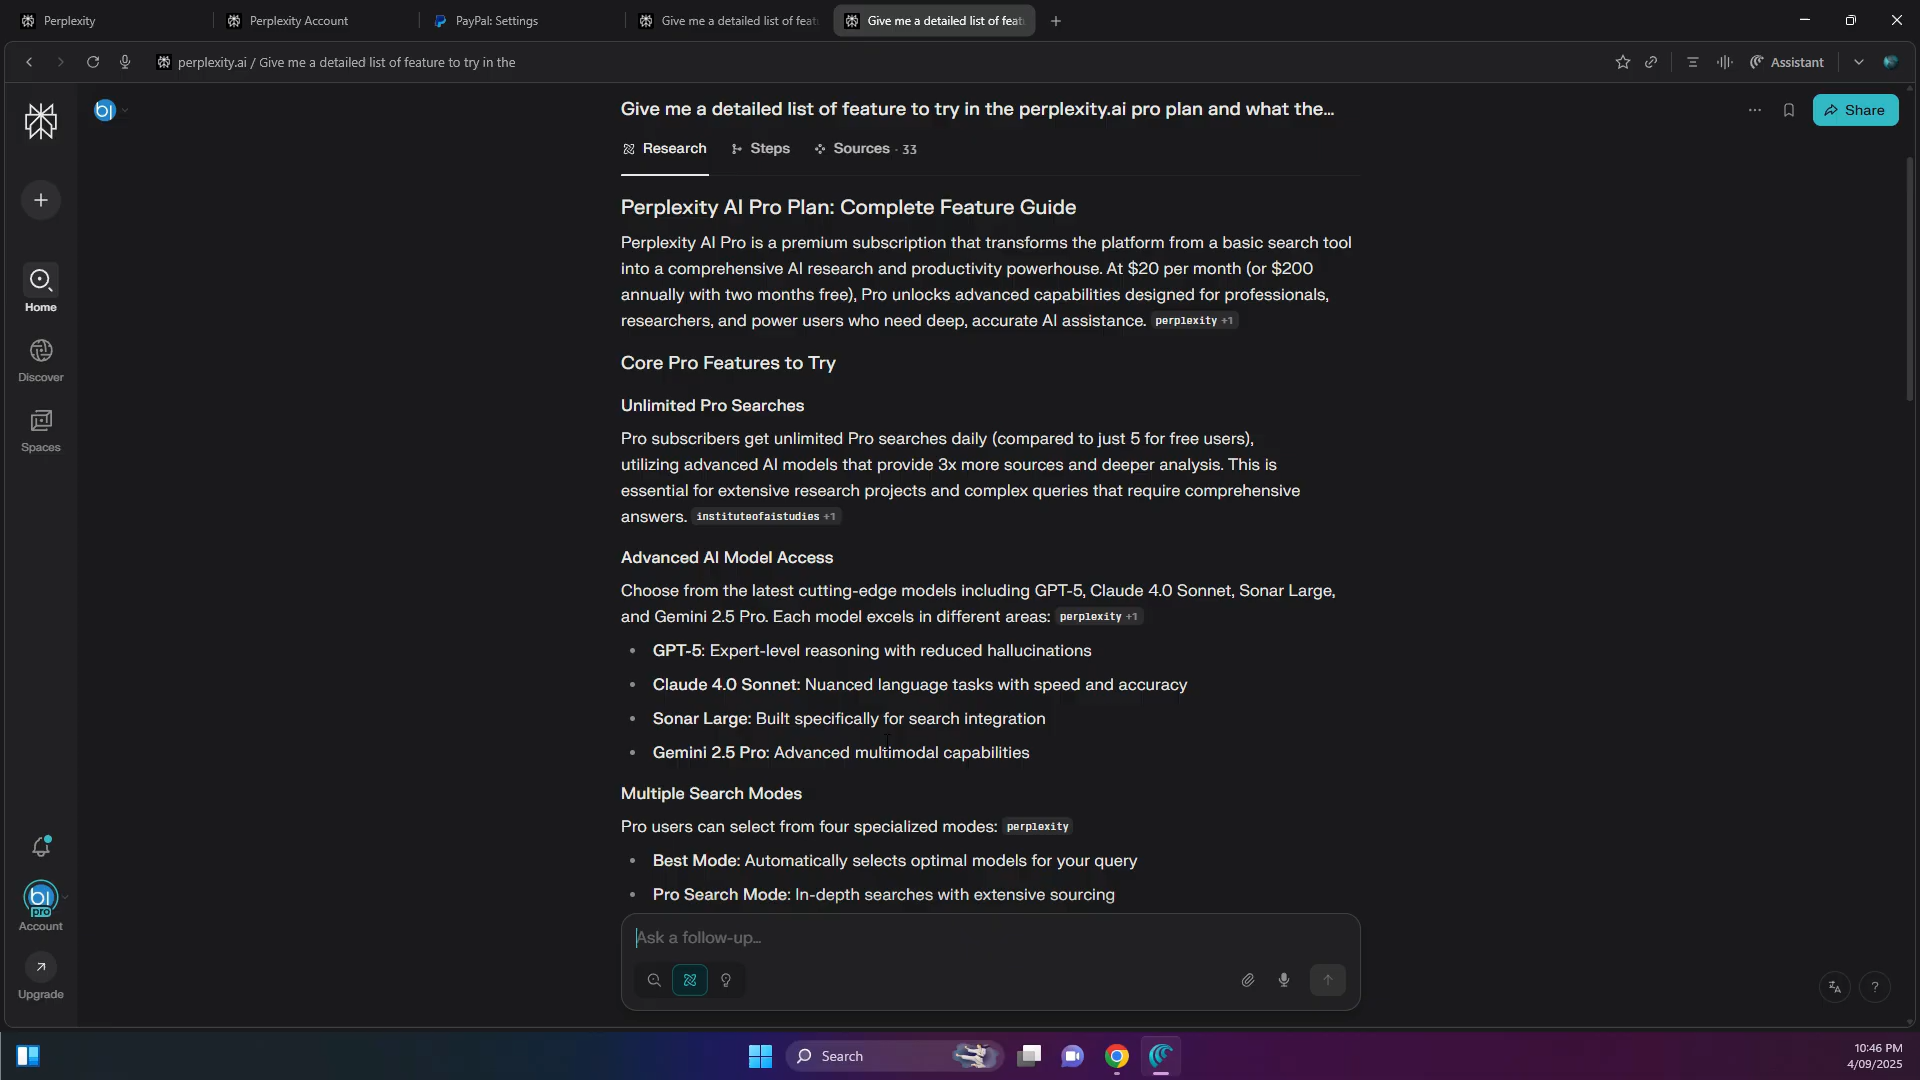 Perplexity
Perplexity Account
PayPal: Settings
Give me a detailed list of feat
Give me a detailed list of feat
perplexity.ai / Give me a detailed list of feature to try in the
Assistant
bi
Give me a detailed list of feature to try in the perplexity.ai pro plan and what the...
Share
Research
Steps
Sources · 33
Perplexity AI Pro Plan: Complete Feature Guide
Perplexity AI Pro is a premium subscription that transforms the platform from a basic search tool
into a comprehensive AI research and productivity powerhouse. At $20 per month (or $200
annually with two months free), Pro unlocks advanced capabilities designed for professionals,
researchers, and power users who need deep, accurate AI assistance. perplexity +1
Core Pro Features to Try
Unlimited Pro Searches
Pro subscribers get unlimited Pro searches daily (compared to just 5 for free users),
utilizing advanced AI models that provide 3x more sources and deeper analysis. This is
essential for extensive research projects and complex queries that require comprehensive
answers. instituteofaistudies +1
Advanced AI Model Access
Choose from the latest cutting-edge models including GPT-5, Claude 4.0 Sonnet, Sonar Large,
and Gemini 2.5 Pro. Each model excels in different areas: perplexity +1
• GPT-5: Expert-level reasoning with reduced hallucinations
• Claude 4.0 Sonnet: Nuanced language tasks with speed and accuracy
• Sonar Large: Built specifically for search integration
• Gemini 2.5 Pro: Advanced multimodal capabilities
Multiple Search Modes
Pro users can select from four specialized modes: perplexity
• Best Mode: Automatically selects optimal models for your query
• Pro Search Mode: In-depth searches with extensive sourcing
Ask a follow-up...
Home
Discover
Spaces
bi
pro
Account
Upgrade
?
Search
10:46 PM
4/09/2025